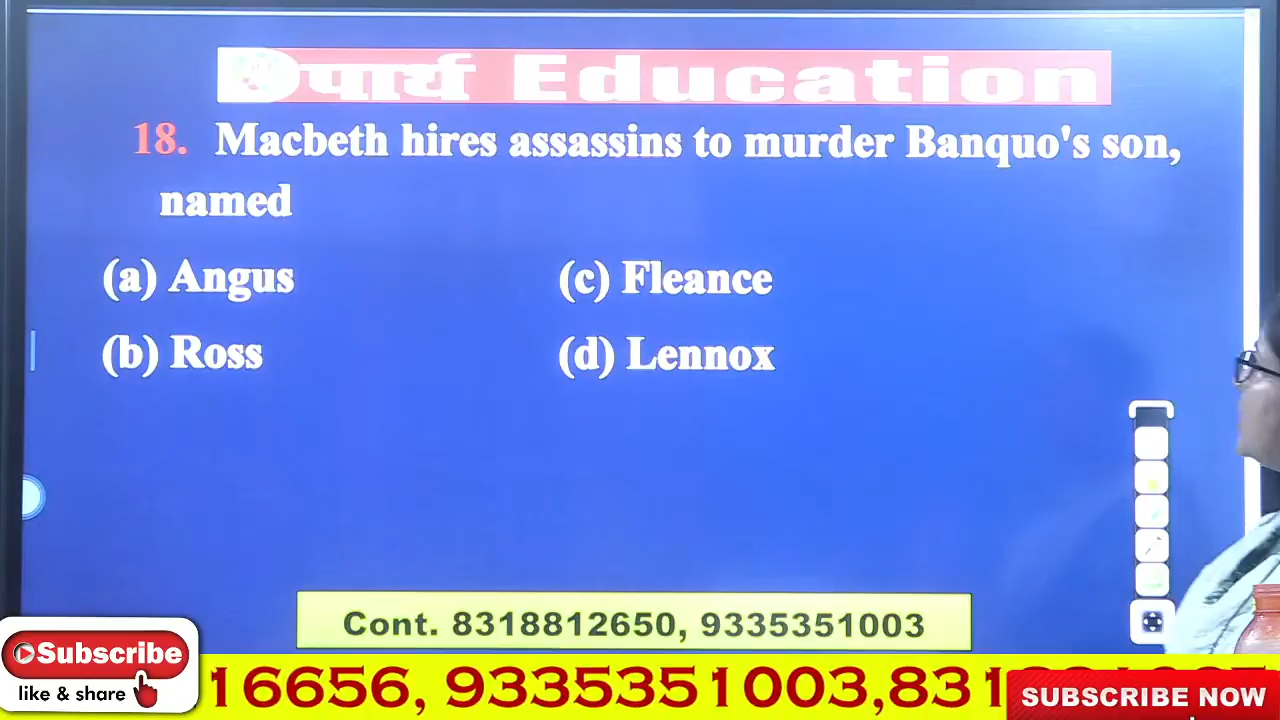 पार्य Education
18. Macbeth hires assassins to murder Banquo's son,
named
(a) Angus
(c) Fleance
(b) Ross
(d) Lennox
Cont. 8318812650, 9335351003
Subscribe
like & share
16656, 9335351003,831
SUBSCRIBE NOW